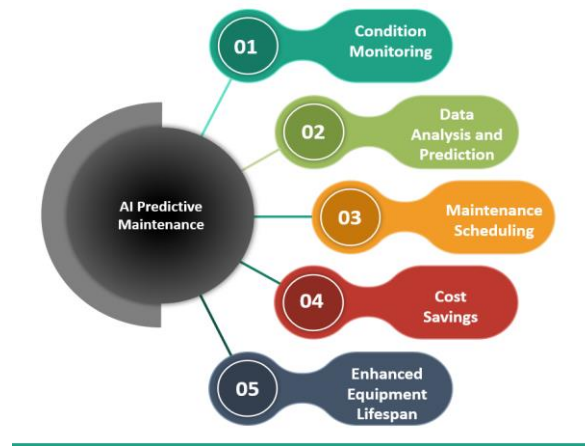 01
Condition
Monitoring
02
Data
Analysis and
Prediction
AI Predictive
Maintenance
03
Maintenance
Scheduling
04
Cost
Savings
05
Enhanced
Equipment
Lifespan